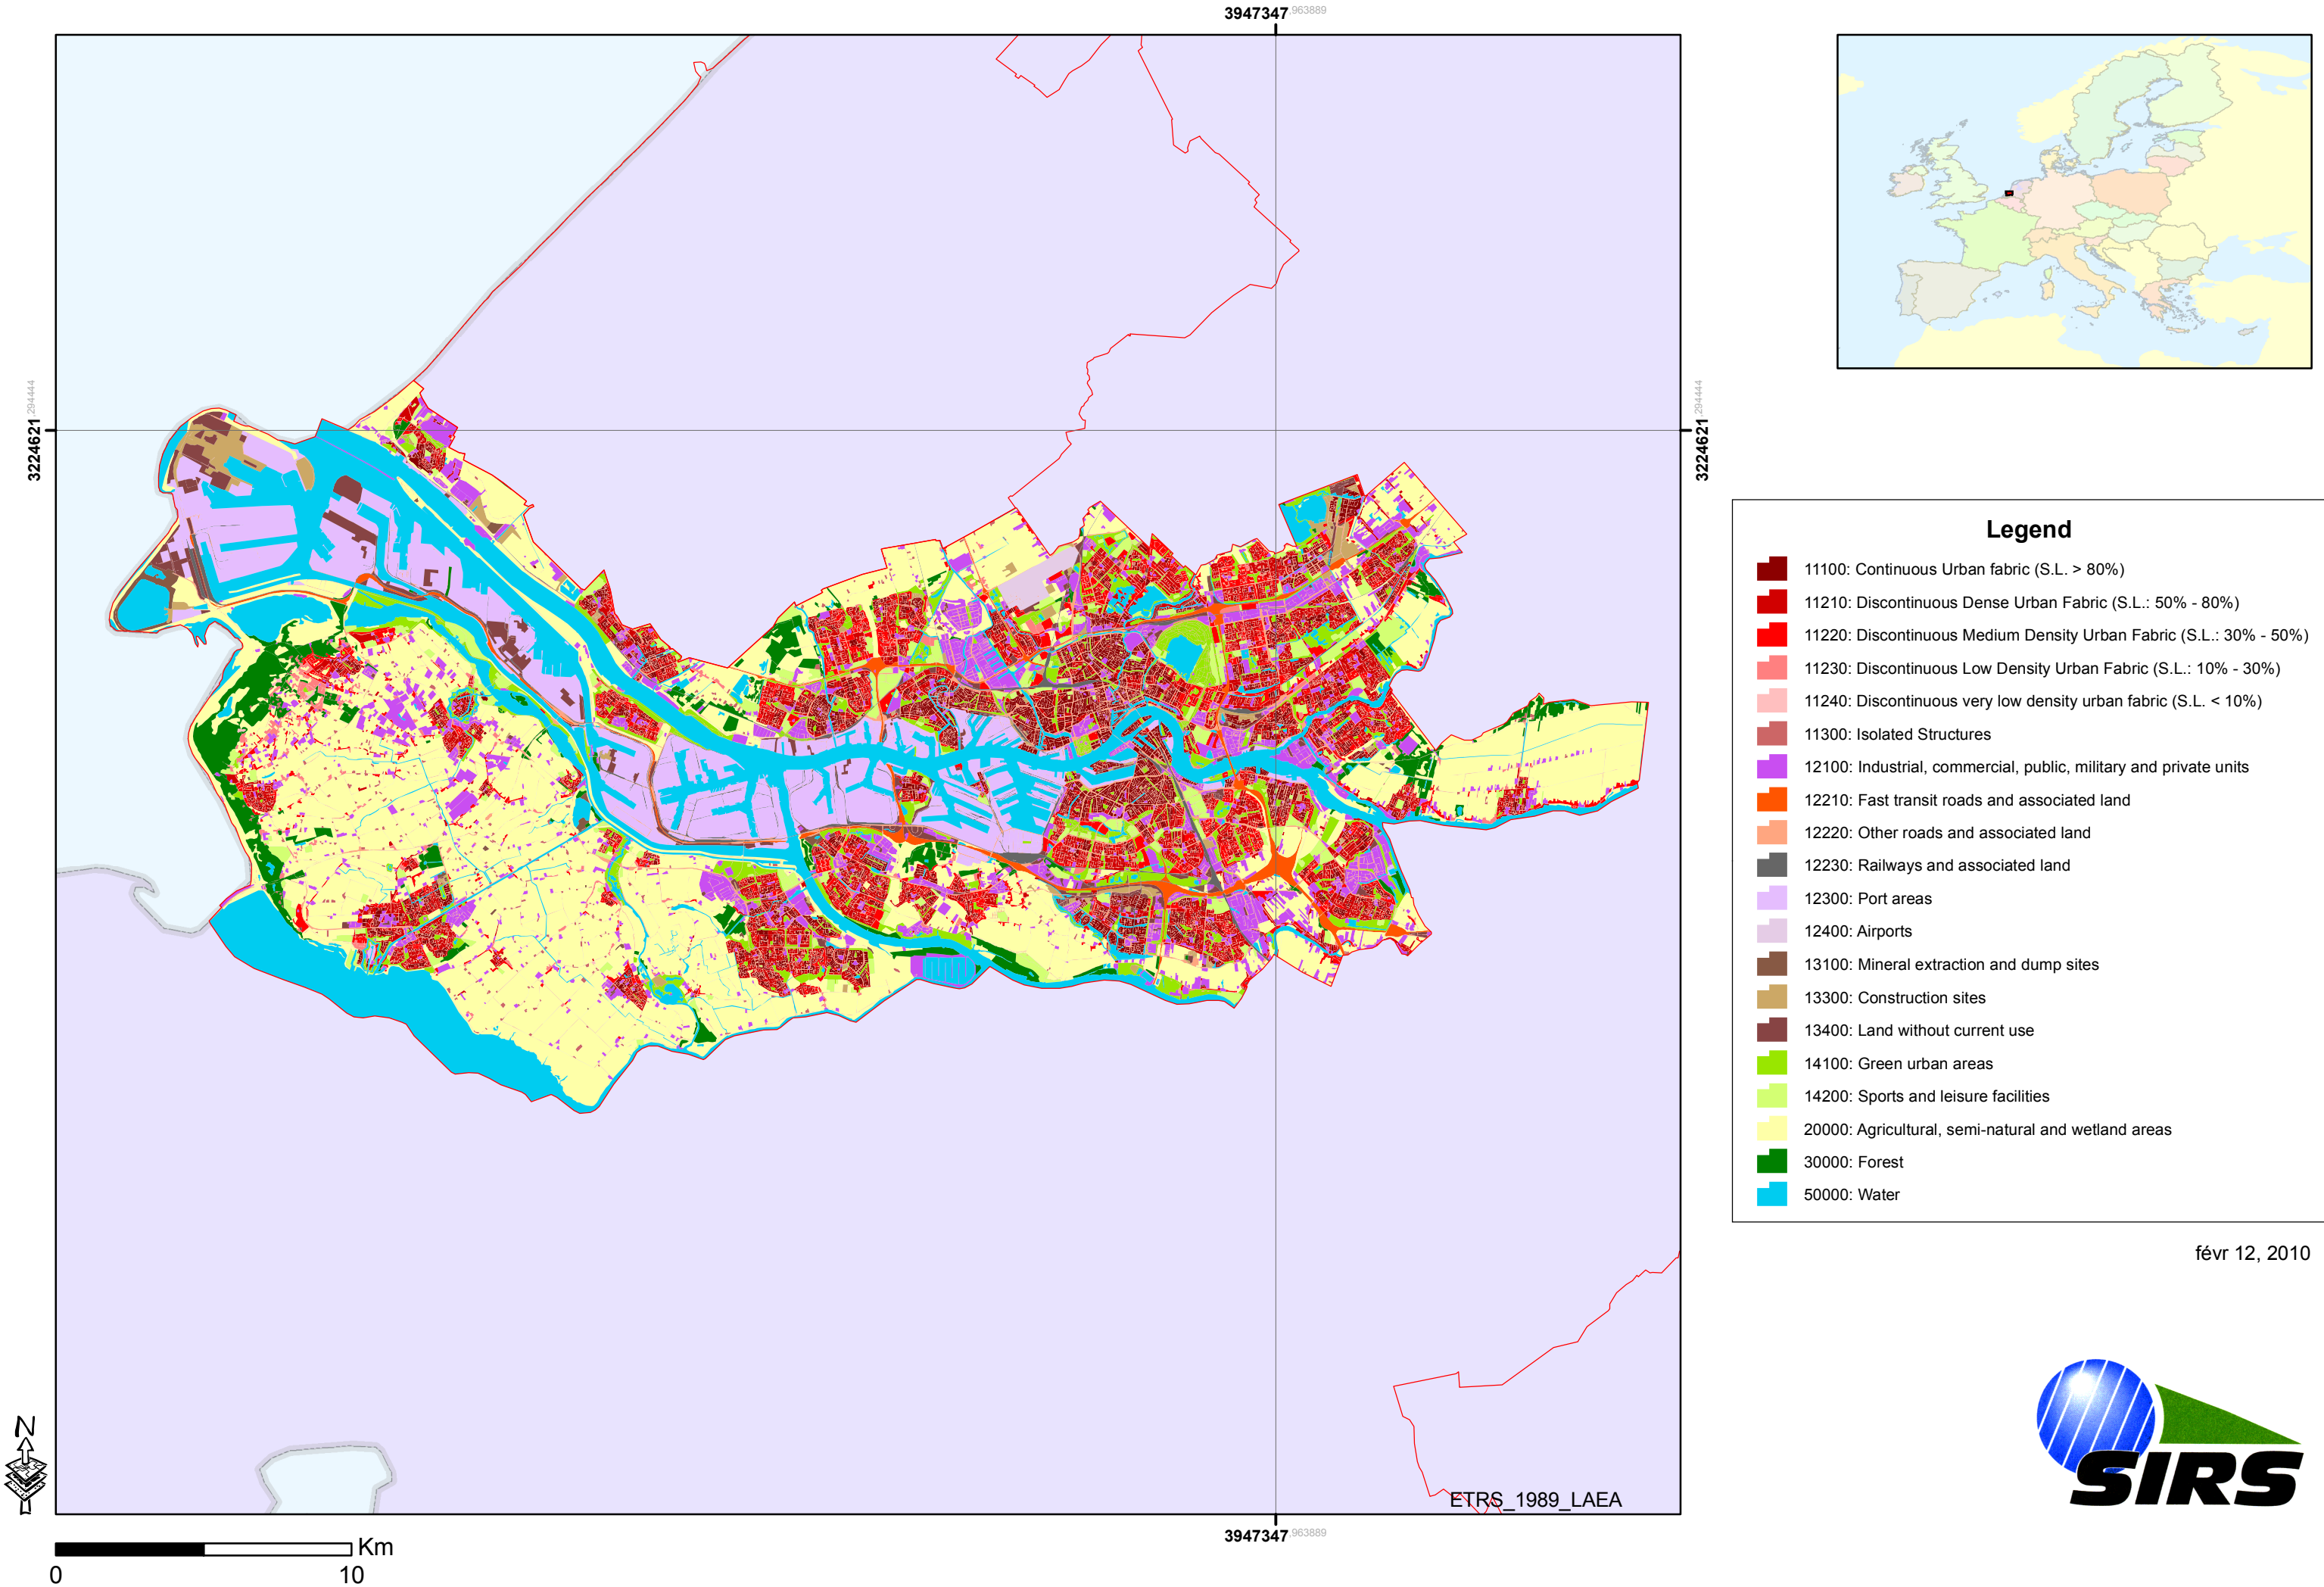 3947347,963889
3224621,294444
3224621,294444
Legend
11100: Continuous Urban fabric (S.L. > 80%)
11210: Discontinuous Dense Urban Fabric (S.L.: 50% - 80%)
11220: Discontinuous Medium Density Urban Fabric (S.L.: 30% - 50%)
11230: Discontinuous Low Density Urban Fabric (S.L.: 10% - 30%)
11240: Discontinuous very low density urban fabric (S.L. < 10%)
11300: Isolated Structures
12100: Industrial, commercial, public, military and private units
12210: Fast transit roads and associated land
12220: Other roads and associated land
12230: Railways and associated land
12300: Port areas
12400: Airports
13100: Mineral extraction and dump sites
13300: Construction sites
13400: Land without current use
14100: Green urban areas
14200: Sports and leisure facilities
20000: Agricultural, semi-natural and wetland areas
30000: Forest
50000: Water
févr 12, 2010
SIRS
N
ETRS_1989_LAEA
3947347,963889
Km
0 10